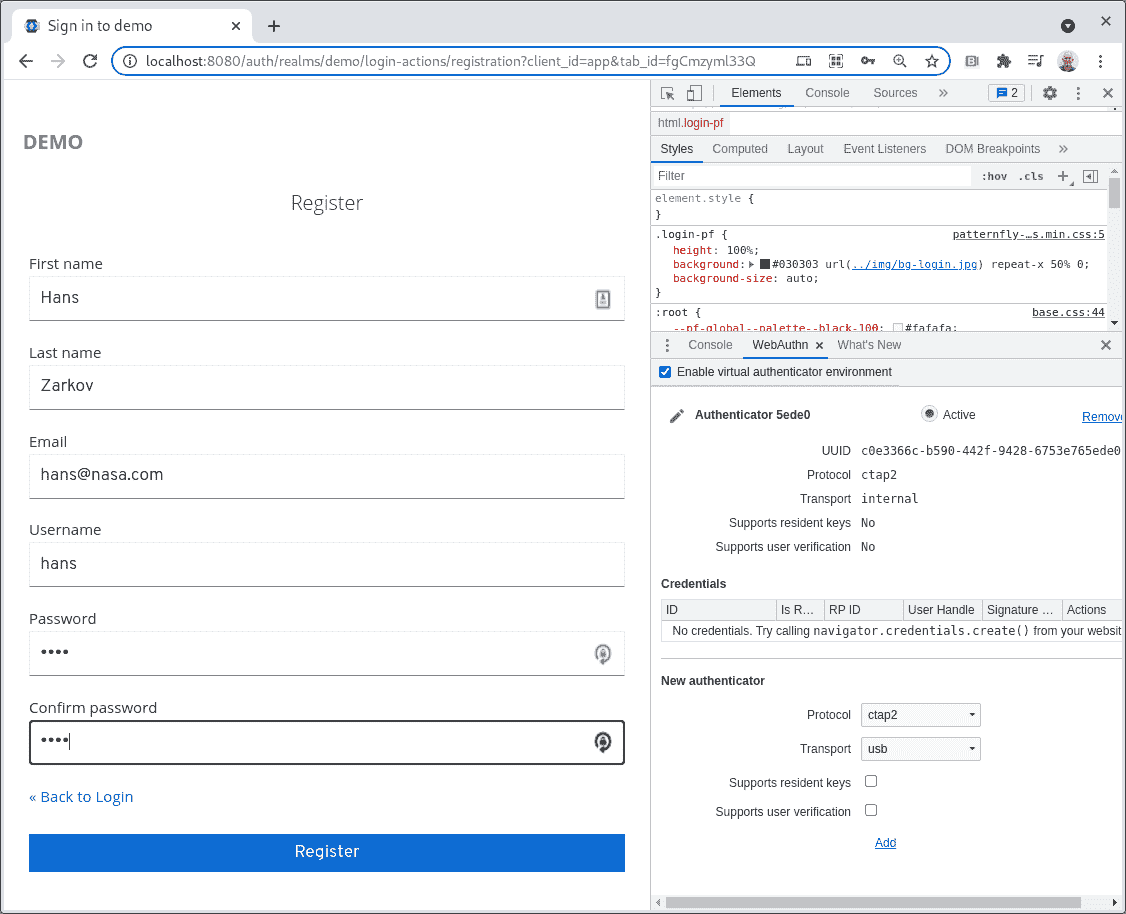 Sign in to demo
localhost:8080/auth/realms/demo/login-actions/registration?client_id=app&tab_id=fgCmzyml33Q
DEMO
Register
First name
Hans
Last name
Zarkov
Email
hans@nasa.com
Username
hans
Password
••••
Confirm password
••••
« Back to Login
Register
Elements Console Sources » 2
html.login-pf
Styles Computed Layout Event Listeners DOM Breakpoints »
Filter :hov .cls +
element.style {
}
.login-pf { patternfly-…s.min.css:5
height: 100%;
background: #030303 url(../img/bg-login.jpg) repeat-x 50% 0;
background-size: auto;
}
:root { base.css:44
--pf-global--palette--black-100: #fafafa;
Console WebAuthn × What's New
Enable virtual authenticator environment
Authenticator 5ede0 Active Remove
UUID c0e3366c-b590-442f-9428-6753e765ede0
Protocol ctap2
Transport internal
Supports resident keys No
Supports user verification No
Credentials
ID Is R… RP ID User Handle Signature … Actions
No credentials. Try calling navigator.credentials.create() from your websit
New authenticator
Protocol ctap2
Transport usb
Supports resident keys
Supports user verification
Add